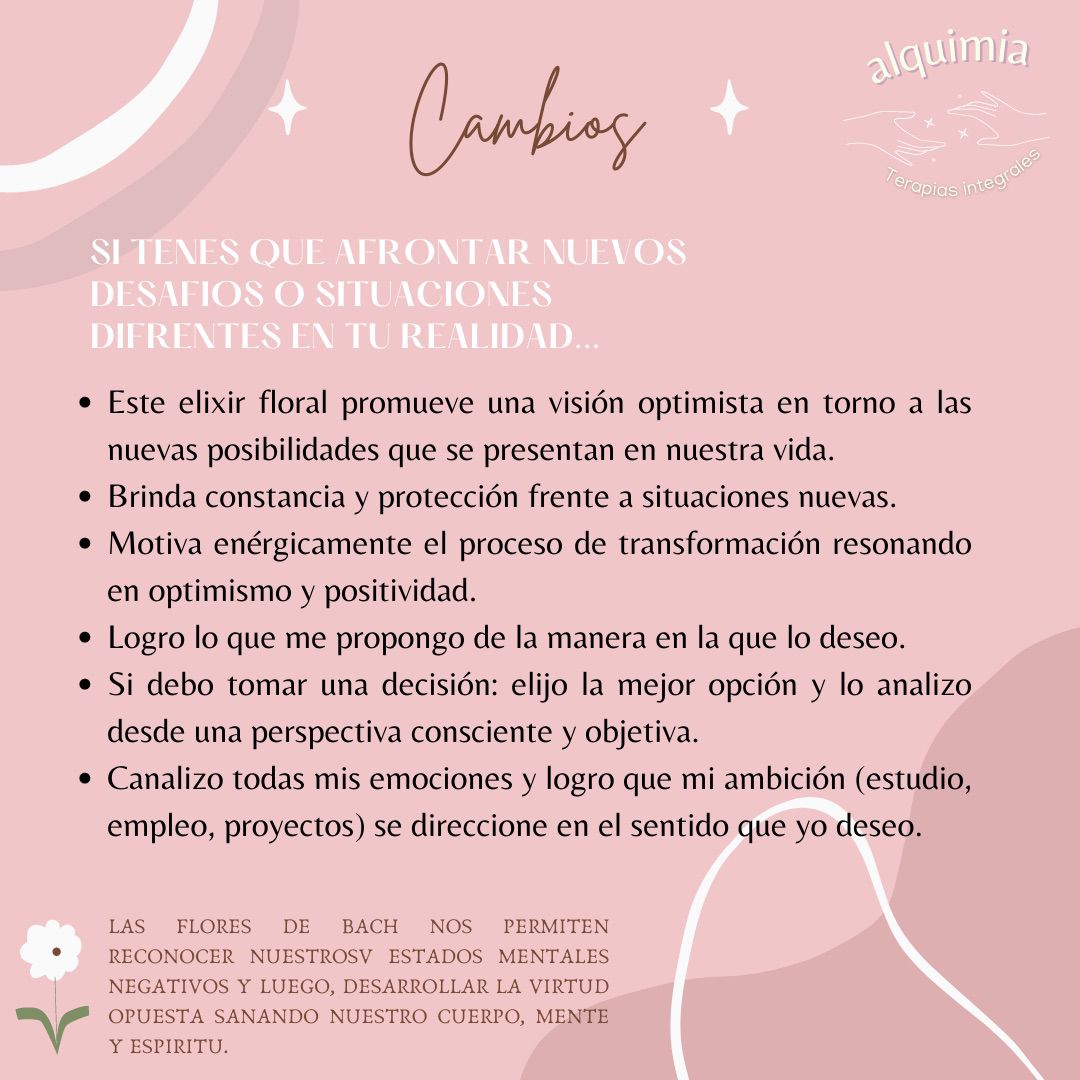 Cambios
alquimia
Terapias integrales
SI TENES QUE AFRONTAR NUEVOS
DESAFIOS O SITUACIONES
DIFRENTES EN TU REALIDAD...
• Este elixir floral promueve una visión optimista en torno a las
nuevas posibilidades que se presentan en nuestra vida.
• Brinda constancia y protección frente a situaciones nuevas.
• Motiva enérgicamente el proceso de transformación resonando
en optimismo y positividad.
• Logro lo que me propongo de la manera en la que lo deseo.
• Si debo tomar una decisión: elijo la mejor opción y lo analizo
desde una perspectiva consciente y objetiva.
• Canalizo todas mis emociones y logro que mi ambición (estudio,
empleo, proyectos) se direccione en el sentido que yo deseo.
LAS FLORES DE BACH NOS PERMITEN
RECONOCER NUESTROSV ESTADOS MENTALES
NEGATIVOS Y LUEGO, DESARROLLAR LA VIRTUD
OPUESTA SANANDO NUESTRO CUERPO, MENTE
Y ESPIRITU.